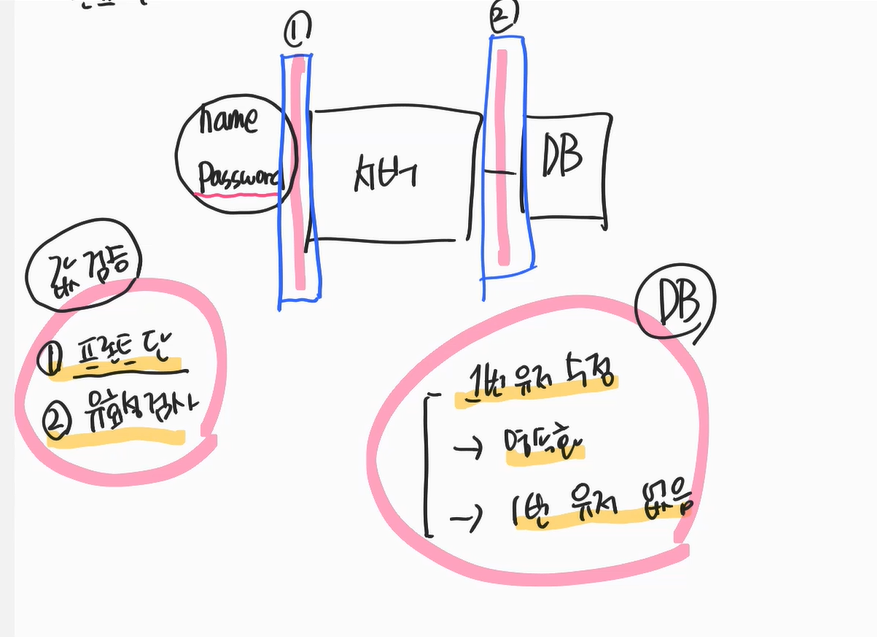 ①
②
name
Password
서버
DB
값 검증
① 프론트 단
② 유효성 검사
DB
1번 유저 수정
→ 영속화
→ 1번 유저 없음